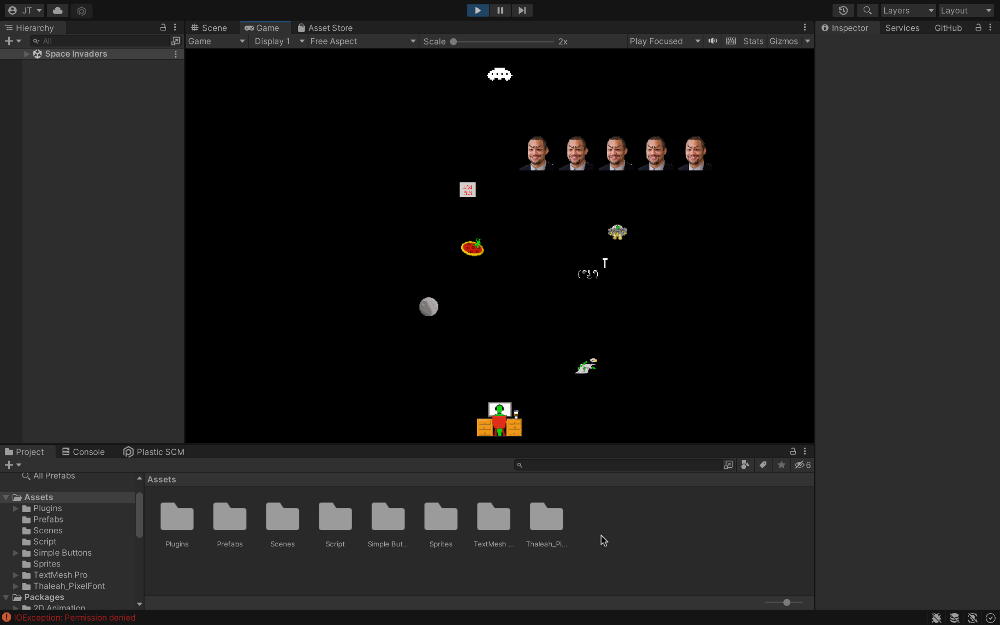 JT
Layers
Layout
Hierarchy
Scene
Game
Asset Store
Inspector
Services
GitHub
All
Game
Display 1
Free Aspect
Scale
2x
Play Focused
Stats
Gizmos
Space Invaders
404
T
( ͡° ͜ʖ ͡°)
Project
Console
Plastic SCM
6
All Prefabs
Assets
Plugins
Prefabs
Scenes
Script
Simple Buttons
Sprites
TextMesh Pro
Thaleah_PixelFont
Packages
2D Animation
Assets
Plugins
Prefabs
Scenes
Script
Simple But...
Sprites
TextMesh ...
Thaleah_Pi...
IOException: Permission denied